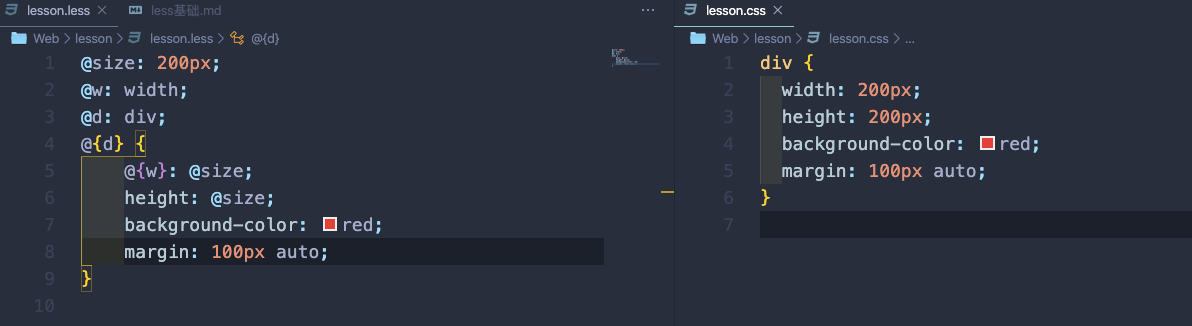 lesson.less × less基础.md ...
Web > lesson > lesson.less > @{d}
1 @size: 200px;
2 @w: width;
3 @d: div;
4 @{d} {
5 @{w}: @size;
6 height: @size;
7 background-color: red;
8 margin: 100px auto;
9 }
10
lesson.css ×
Web > lesson > lesson.css > ...
1 div {
2 width: 200px;
3 height: 200px;
4 background-color: red;
5 margin: 100px auto;
6 }
7